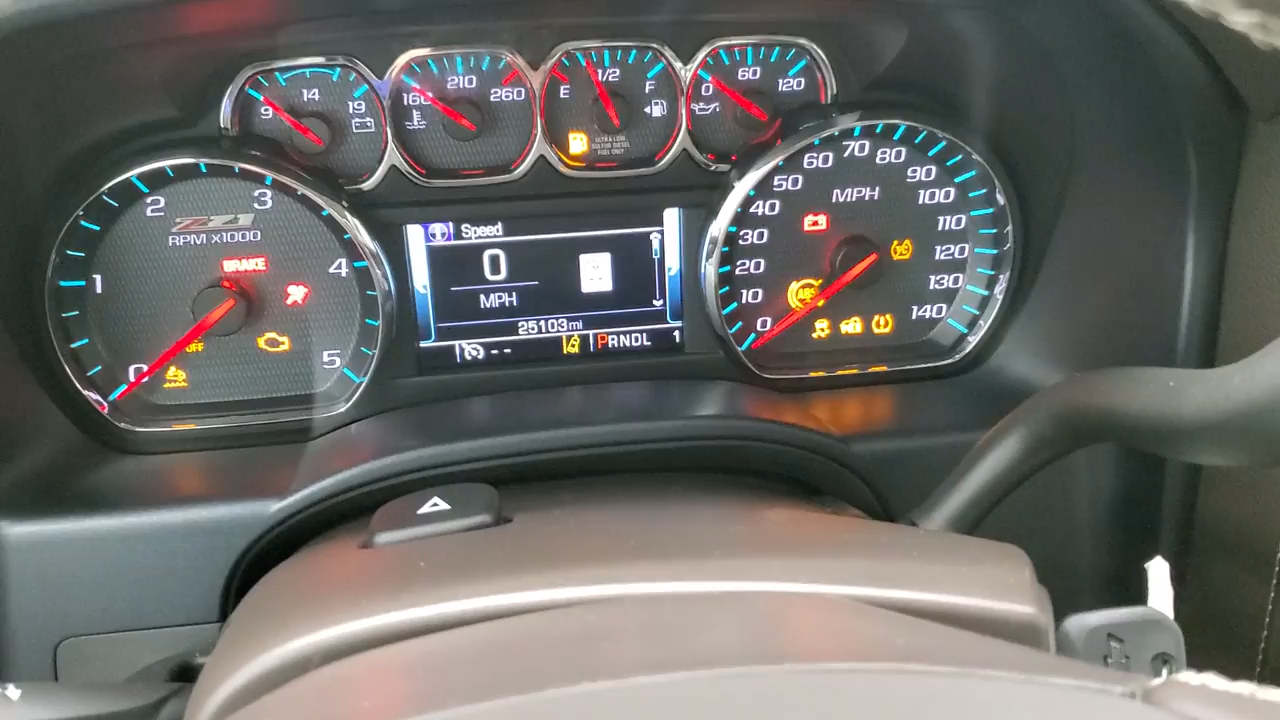 9 14 19
160 210 260
E 1/2 F
ULTRA LOW
SULFUR DIESEL
FUEL ONLY
0 60 120
0 1 2 3 4 5
Z71
RPM x1000
BRAKE
OFF
Speed
0
MPH
25103 mi
--
PRNDL 1
0 10 20 30 40 50 60 70 80 90 100 110 120 130 140
MPH
ABS